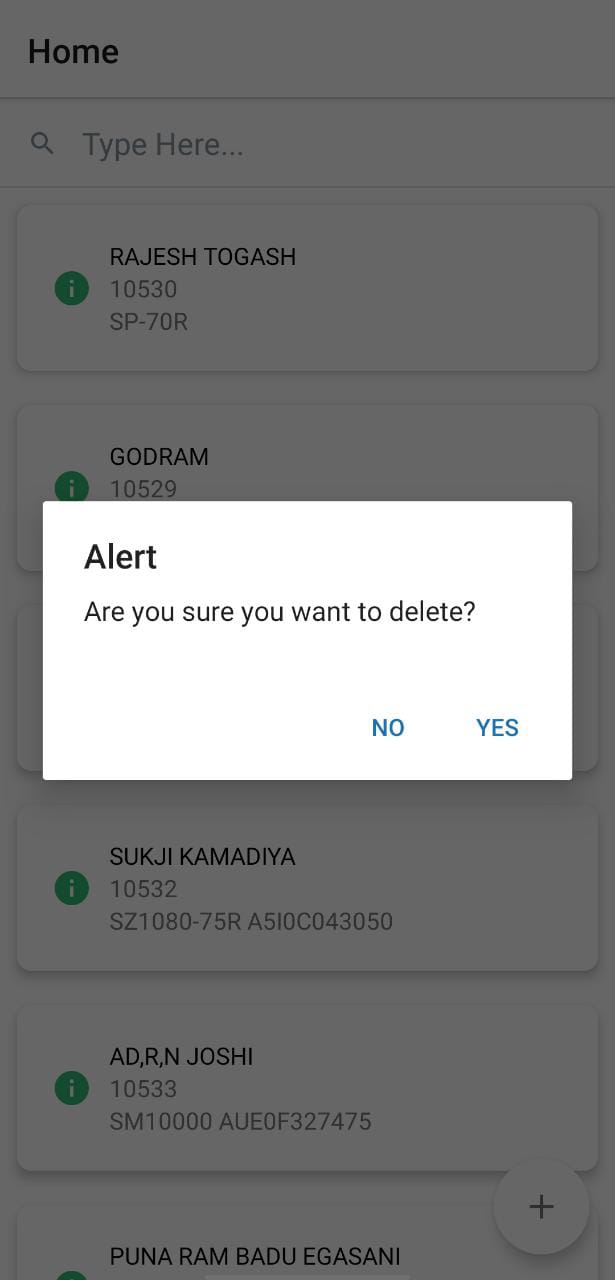 Home
Type Here...
RAJESH TOGASH
10530
SP-70R
GODRAM
10529
Alert
Are you sure you want to delete?
NO YES
SUKJI KAMADIYA
10532
SZ1080-75R A5I0C043050
AD,R,N JOSHI
10533
SM10000 AUE0F327475
PUNA RAM BADU EGASANI